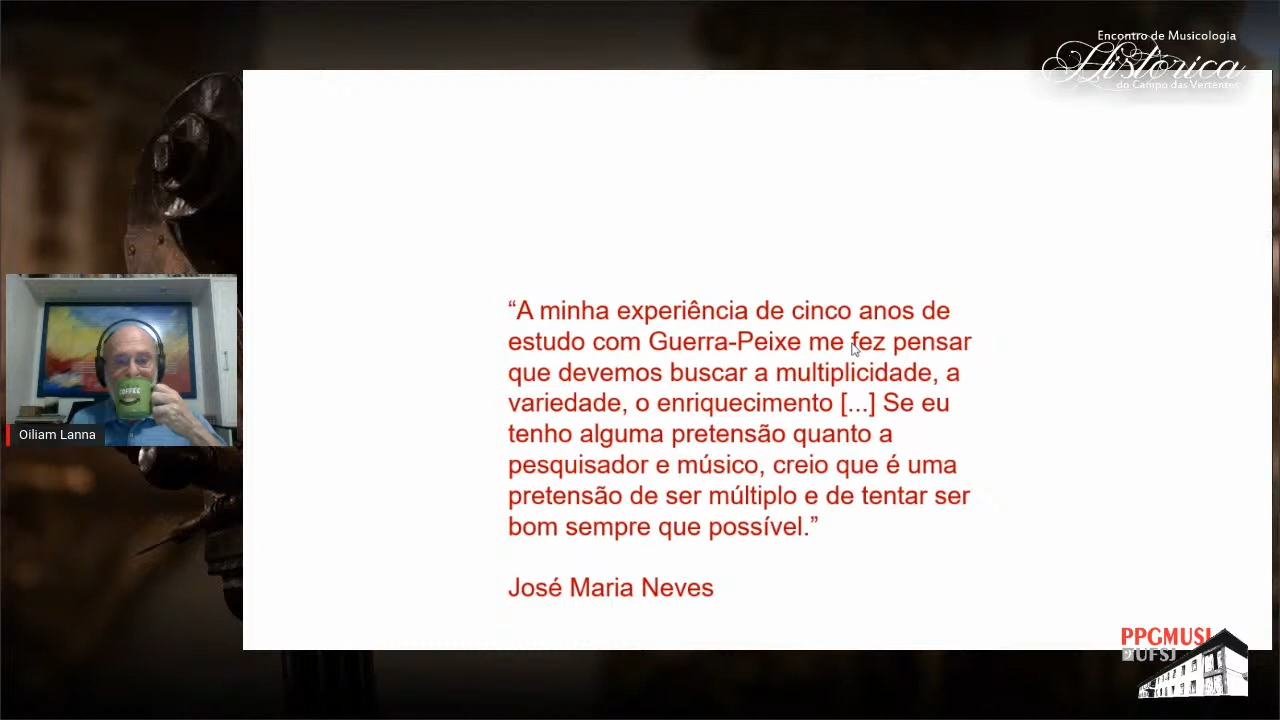 Encontro de Musicologia
Histórica
do Campo das Vertentes
“A minha experiência de cinco anos de
estudo com Guerra-Peixe me fez pensar
que devemos buscar a multiplicidade, a
variedade, o enriquecimento [...] Se eu
tenho alguma pretensão quanto a
pesquisador e músico, creio que é uma
pretensão de ser múltiplo e de tentar ser
bom sempre que possível.”
José Maria Neves
COFFEE
Oiliam Lanna
PPGMUSI
UFSJ